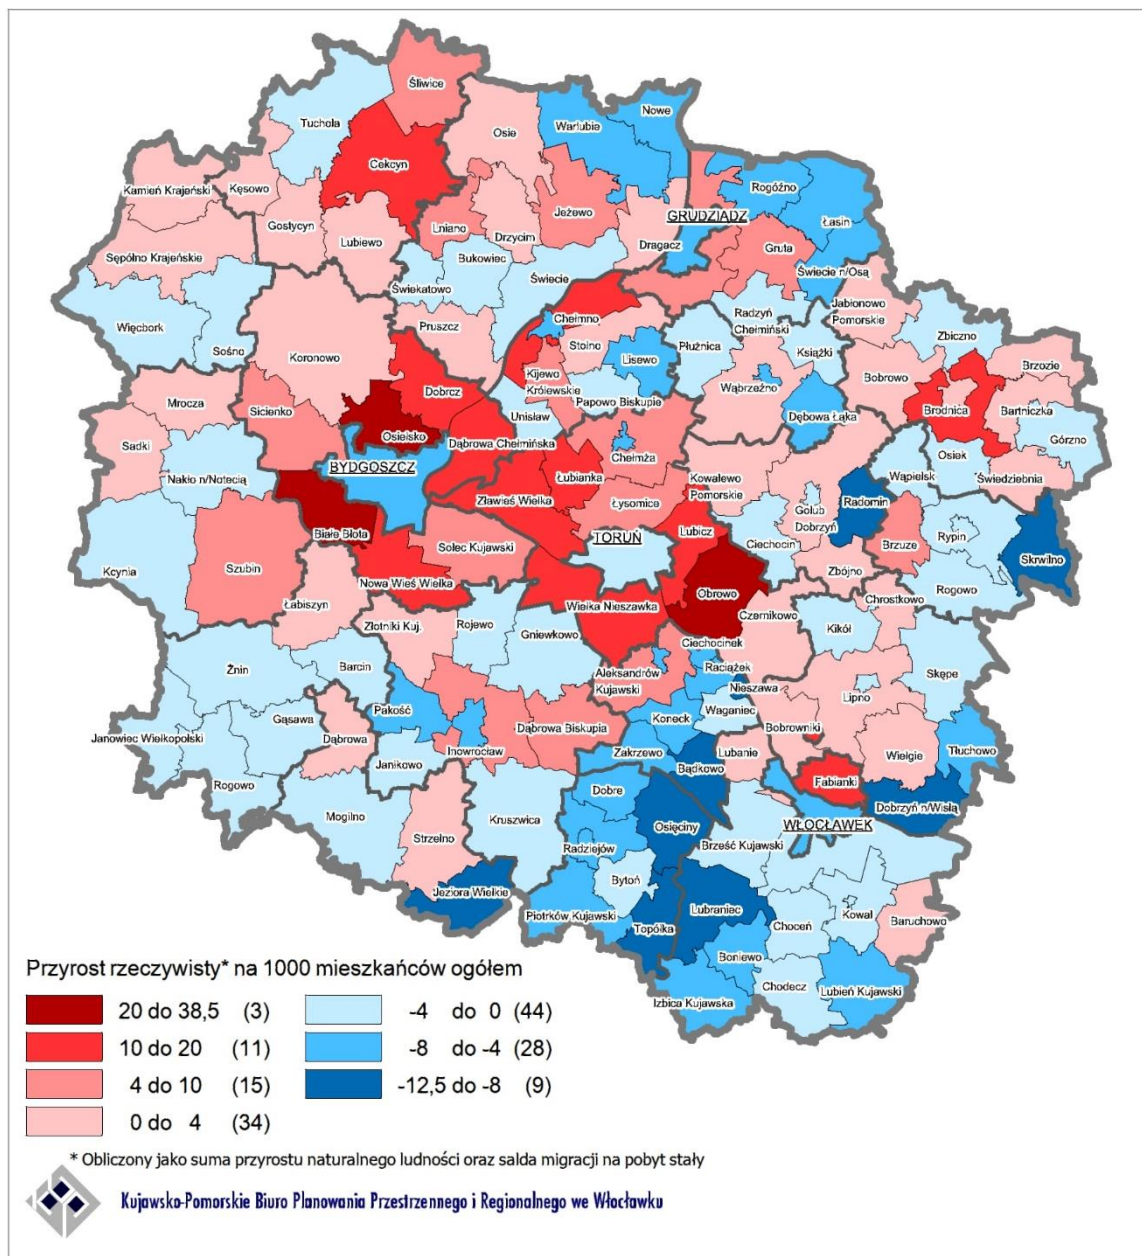 Śliwice
Tuchola
Nowe
Warlubie
Osie
Cekcyn
Kamień Krajeński
Kęsowo
Rogóźno
Jeżewo
GRUDZIĄDZ
Łasin
Gostycyn
Lniano
Drzycim
Lubiewo
Dragacz
Gruta
Sępólno Krajeńskie
Bukowiec
Świecie
Świecie n/Osą
Świekatowo
Radzyń
Chełmiński
Jabłonowo
Pomorskie
Więcbork
Chełmno
Zbiczno
Sośno
Pruszcz
Stolno
Płużnica
Książki
Koronowo
Lisewo
Brzozie
Kijewo
Królewskie
Bobrowo
Mrocza
Dobrcz
Papowo Biskupie
Wąbrzeźno
Brodnica
Bartniczka
Sicienko
Unisław
Dębowa Łąka
Osielsko
Dąbrowa Chełmińska
Górzno
Sadki
Chełmża
Osiek
BYDGOSZCZ
Nakło n/Notecią
Łubianka
Kowalewo
Pomorskie
Wąpielsk
Świedziebnia
Zławieś Wielka
Łysomice
Radomin
Golub
Dobrzyń
Białe Błota
Lubicz
Rypin
Solec Kujawski
TORUŃ
Ciechocin
Brzuze
Skrwilno
Kcynia
Szubin
Nowa Wieś Wielka
Zbójno
Rogowo
Obrowo
Łabiszyn
Wielka Nieszawka
Chrostkowo
Złotniki Kuj.
Rojewo
Gniewkowo
Czernikowo
Kikół
Ciechocinek
Żnin
Barcin
Aleksandrów
Kujawski
Raciążek
Skępe
Nieszawa
Lipno
Pakość
Waganiec
Gąsawa
Koneck
Bobrowniki
Janowiec Wielkopolski
Dąbrowa
Inowrocław
Dąbrowa Biskupia
Zakrzewo
Lubanie
Wielgie
Tłuchowo
Janikowo
Bądkowo
Fabianki
Rogowo
Dobre
Dobrzyń n/Wisłą
Mogilno
Kruszwica
Osięciny
WŁOCŁAWEK
Strzelno
Radziejów
Brześć Kujawski
Bytoń
Jeziora Wielkie
Lubraniec
Kowal
Piotrków Kujawski
Choceń
Baruchowo
Topólka
Boniewo
Chodecz
Lubień Kujawski
Izbica Kujawska
Przyrost rzeczywisty* na 1000 mieszkańców ogółem
20 do 38,5 (3)
10 do 20 (11)
4 do 10 (15)
0 do 4 (34)
-4 do 0 (44)
-8 do -4 (28)
-12,5 do -8 (9)
* Obliczony jako suma przyrostu naturalnego ludności oraz salda migracji na pobyt stały
Kujawsko-Pomorskie Biuro Planowania Przestrzennego i Regionalnego we Włocławku